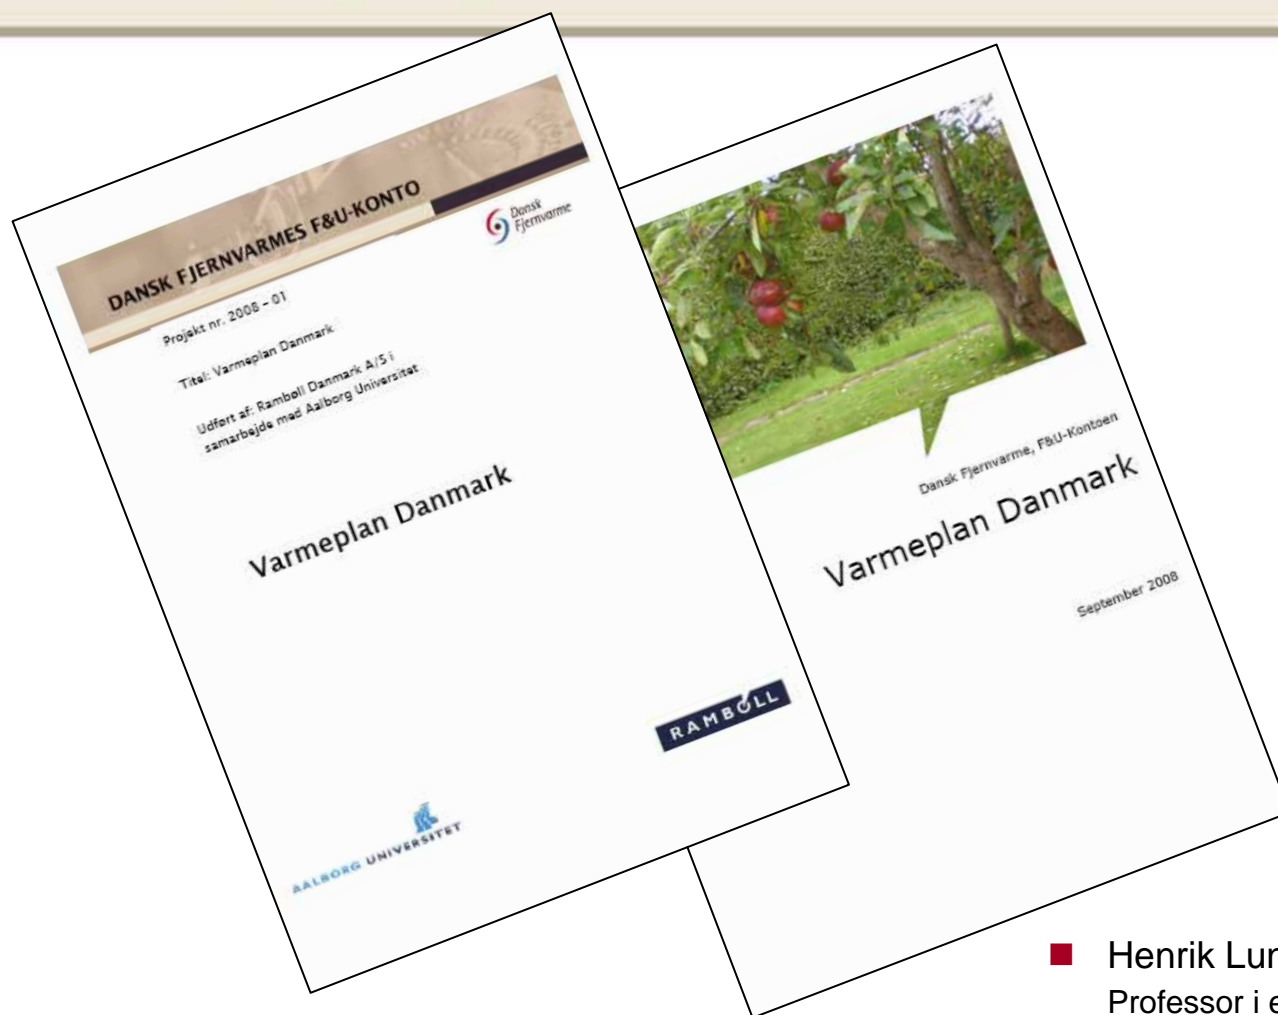 DANSK FJERNVARMES F&U-KONTO
Dansk
Fjernvarme
Projekt nr. 2008 - 01
Titel: Varmeplan Danmark
Udført af: Rambøll Danmark A/S i
samarbejde med Aalborg Universitet
Varmeplan Danmark
RAMBØLL
AALBORG UNIVERSITET
Dansk Fjernvarme, F&U-Kontoen
Varmeplan Danmark
September 2008
Henrik Lu
Professor i e